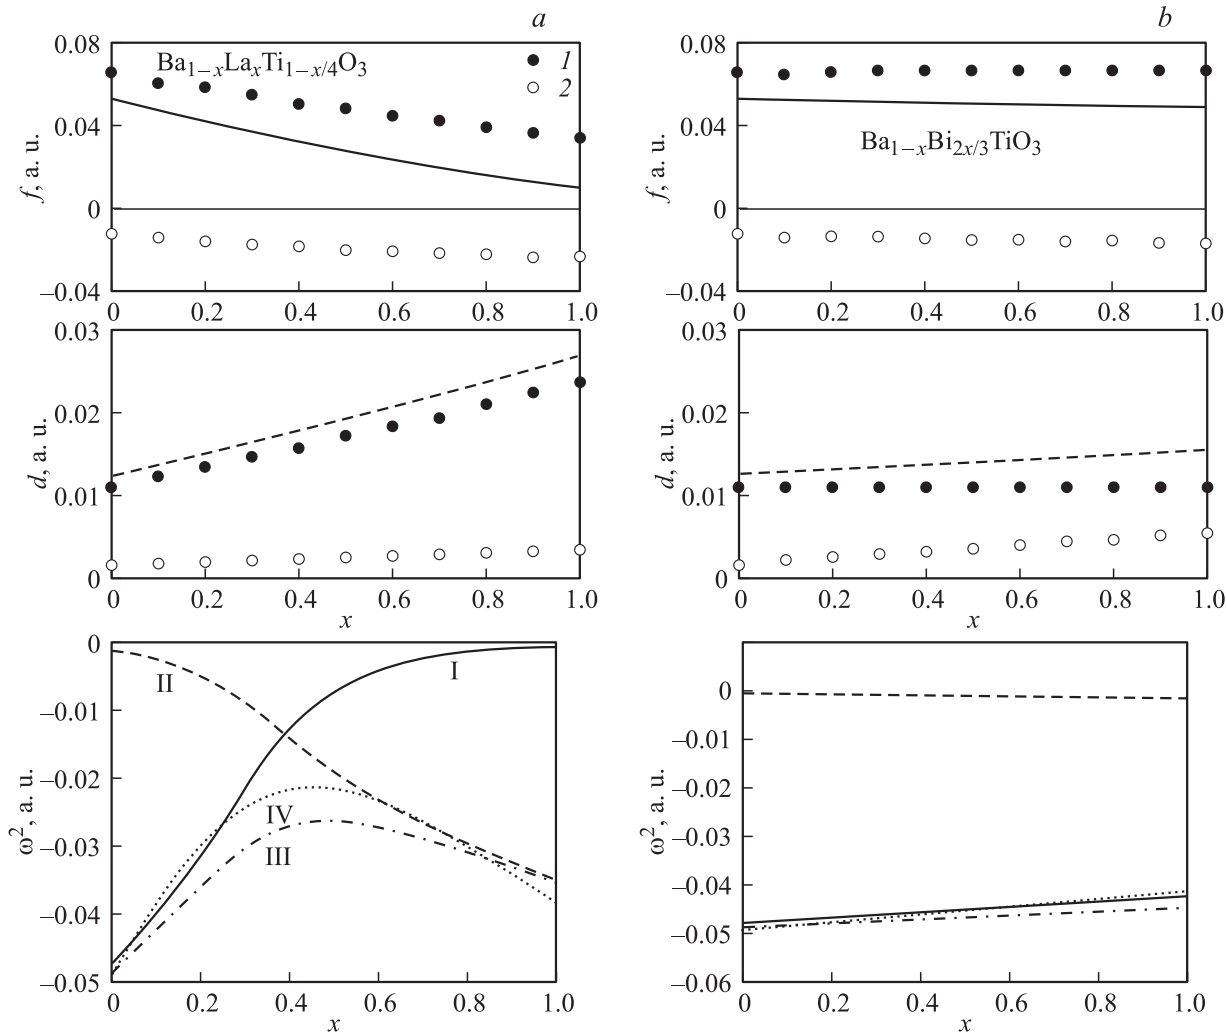 a
b
0.08
0.04
0
–0.04
f, a. u.
Ba1–xLaxTi1–x/4O3
1
2
0 0.2 0.4 0.6 0.8 1.0
0.08
0.04
0
–0.04
f, a. u.
Ba1–xBi2x/3TiO3
0 0.2 0.4 0.6 0.8 1.0
0.03
0.02
0.01
0
d, a. u.
0 0.2 0.4 0.6 0.8 1.0
x
0.03
0.02
0.01
0
d, a. u.
0 0.2 0.4 0.6 0.8 1.0
x
0
–0.01
–0.02
–0.03
–0.04
–0.05
ω2, a. u.
I
II
IV
III
0 0.2 0.4 0.6 0.8 1.0
x
0
–0.01
–0.02
–0.03
–0.04
–0.05
–0.06
ω2, a. u.
0 0.2 0.4 0.6 0.8 1.0
x